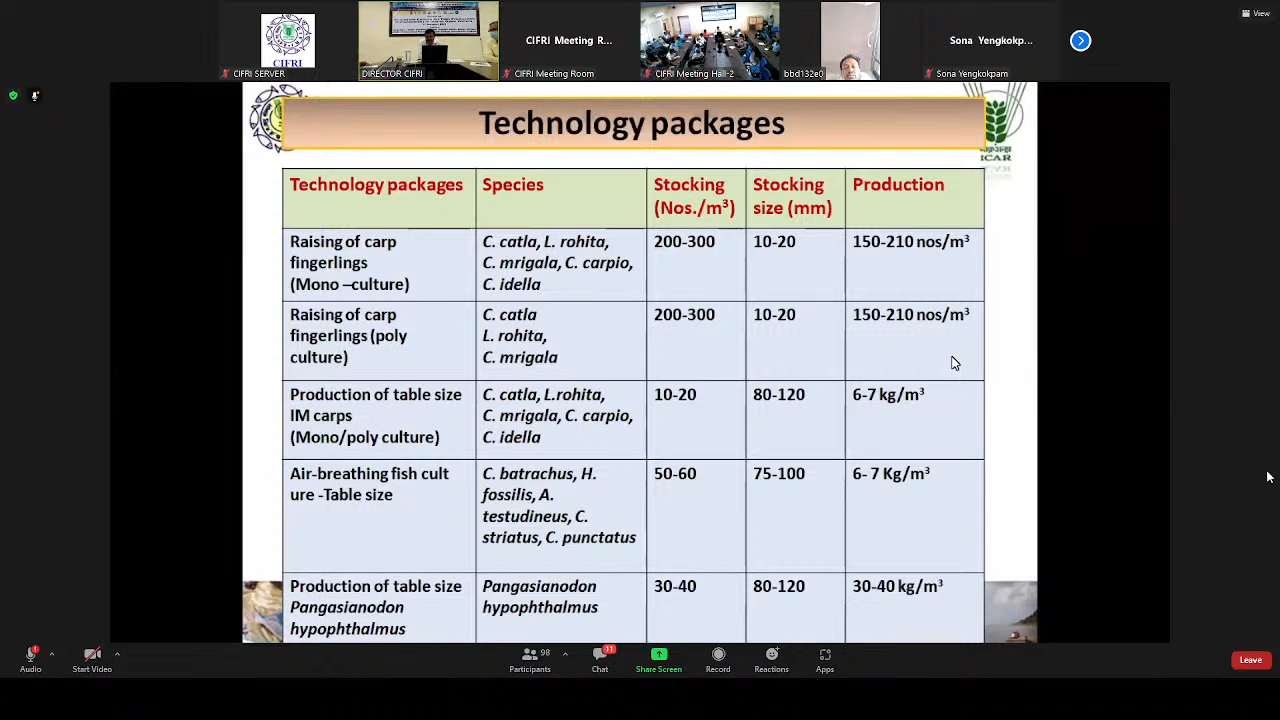 View
CIFRI
CIFRI SERVER
DIRECTOR CIFRI
CIFRI Meeting R...
CIFRI Meeting Room
CIFRI Meeting Hall-2
bbd132e0
Sona Yengkokp...
Sona Yengkokpam
Technology packages
ICAR
Technology packages Species Stocking (Nos./m³) Stocking size (mm) Production
Raising of carp fingerlings (Mono –culture) C. catla, L. rohita, C. mrigala, C. carpio, C. idella 200-300 10-20 150-210 nos/m³
Raising of carp fingerlings (poly culture) C. catla L. rohita, C. mrigala 200-300 10-20 150-210 nos/m³
Production of table size IM carps (Mono/poly culture) C. catla, L.rohita, C. mrigala, C. carpio, C. idella 10-20 80-120 6-7 kg/m³
Air-breathing fish cult ure -Table size C. batrachus, H. fossilis, A. testudineus, C. striatus, C. punctatus 50-60 75-100 6- 7 Kg/m³
Production of table size Pangasianodon hypophthalmus Pangasianodon hypophthalmus 30-40 80-120 30-40 kg/m³
Audio
Start Video
98
Participants
11
Chat
Share Screen
Record
Reactions
Apps
Leave